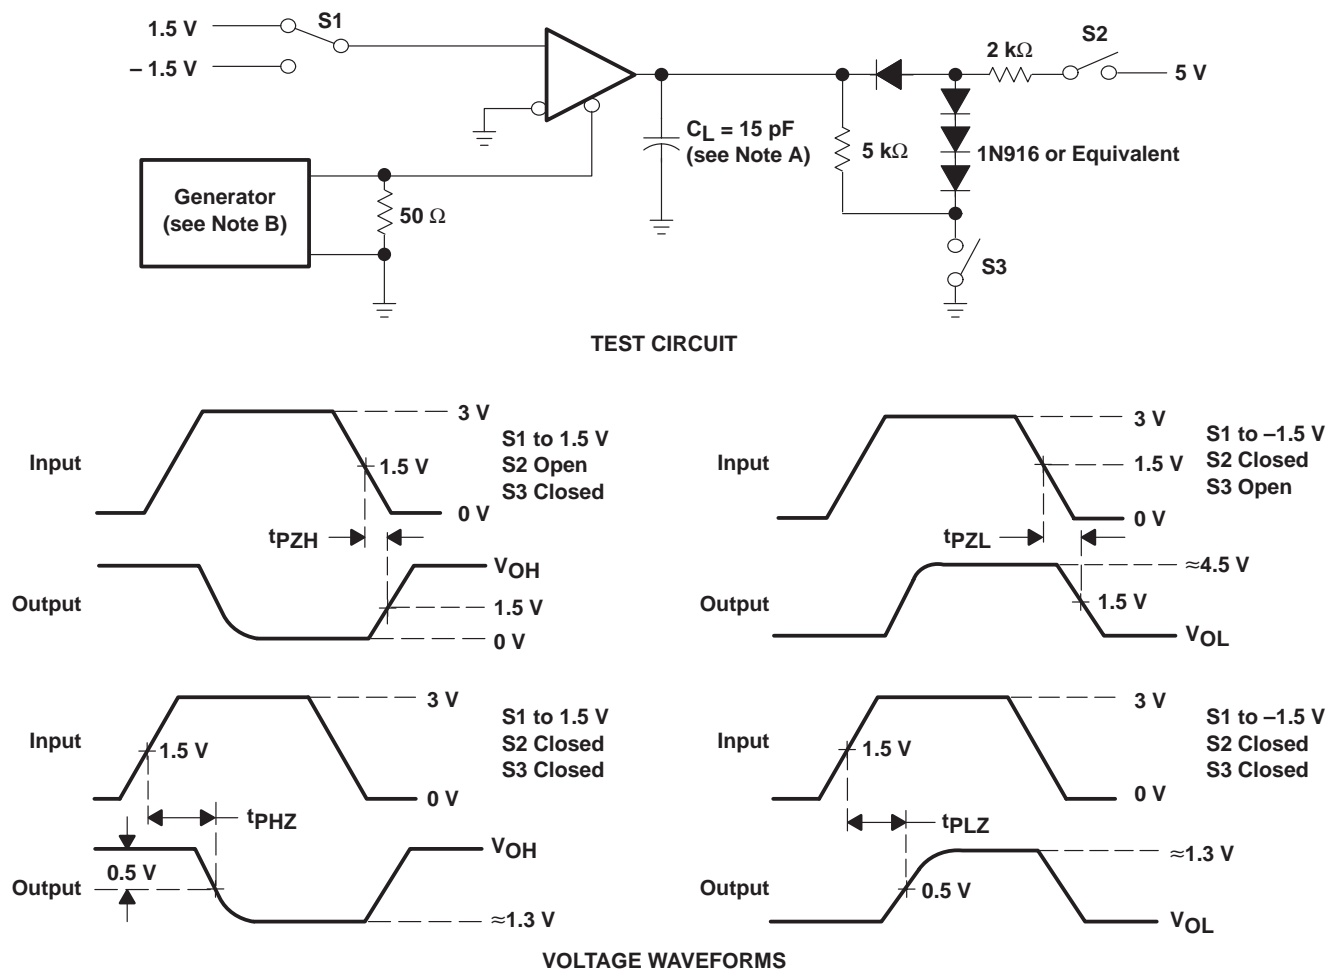 1.5 V
S1
– 1.5 V
2 kΩ
S2
5 V
CL = 15 pF
(see Note A)
5 kΩ
1N916 or Equivalent
Generator
(see Note B)
50 Ω
S3
TEST CIRCUIT
Input
3 V
1.5 V
0 V
S1 to 1.5 V
S2 Open
S3 Closed
tPZH
Output
VOH
1.5 V
0 V
Input
3 V
1.5 V
0 V
S1 to –1.5 V
S2 Closed
S3 Open
tPZL
Output
≈4.5 V
1.5 V
VOL
Input
3 V
1.5 V
0 V
S1 to 1.5 V
S2 Closed
S3 Closed
tPHZ
Output
0.5 V
VOH
≈1.3 V
Input
3 V
1.5 V
0 V
S1 to –1.5 V
S2 Closed
S3 Closed
tPLZ
Output
≈1.3 V
0.5 V
VOL
VOLTAGE WAVEFORMS